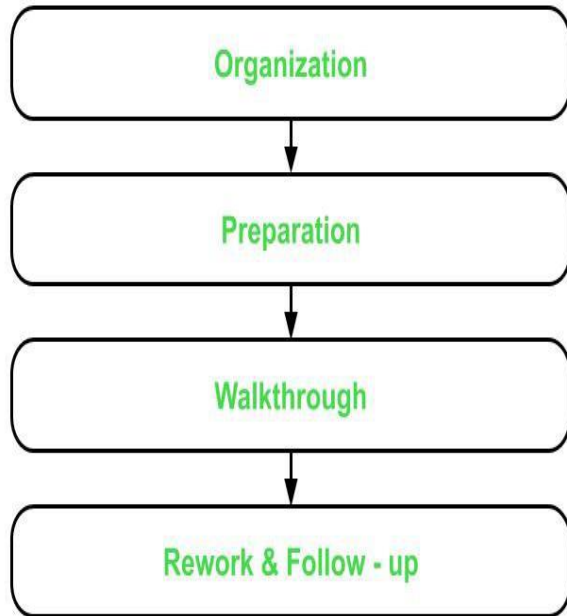 Organization
Preparation
Walkthrough
Rework & Follow - up